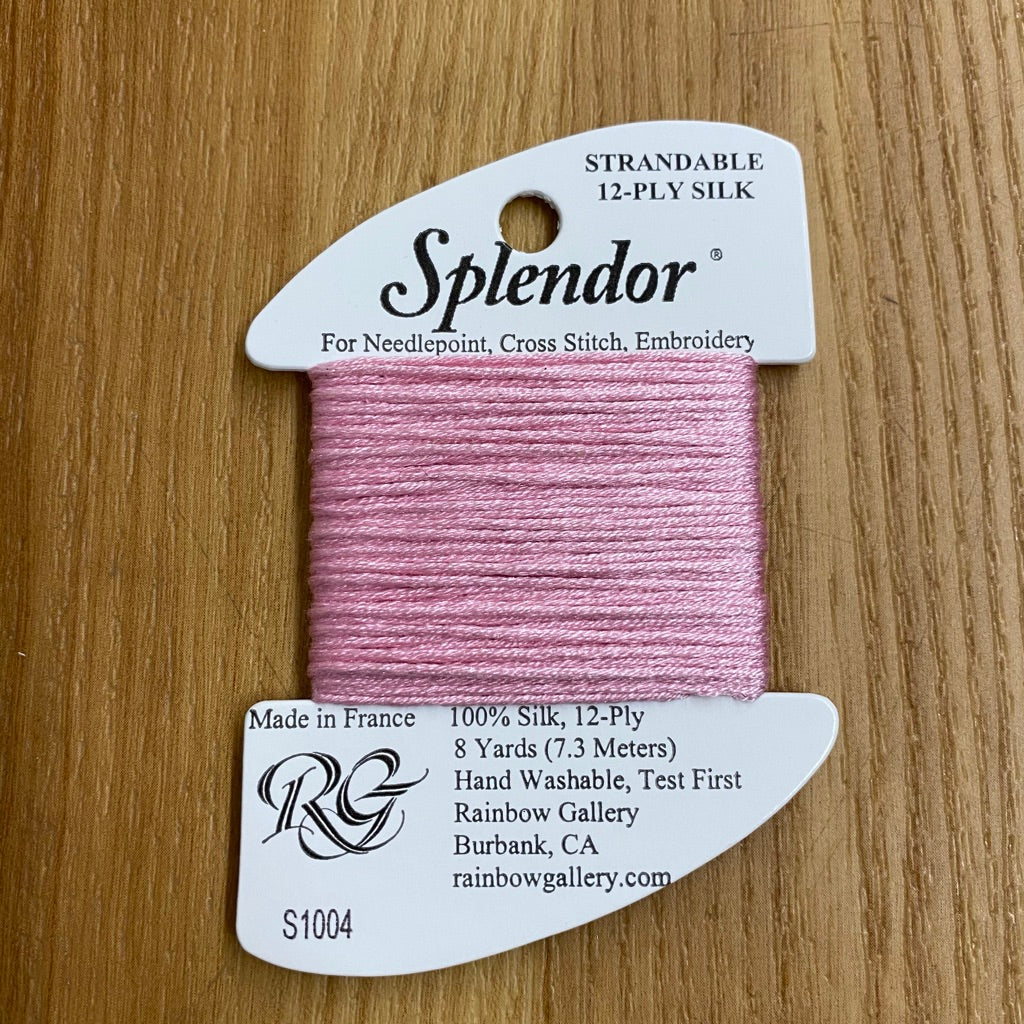 STRANDABLE
12-PLY SILK
Splendor ®
For Needlepoint, Cross Stitch, Embroidery
Made in France 100% Silk, 12-Ply
8 Yards (7.3 Meters)
Hand Washable, Test First
RG
Rainbow Gallery
Burbank, CA
rainbowgallery.com
S1004